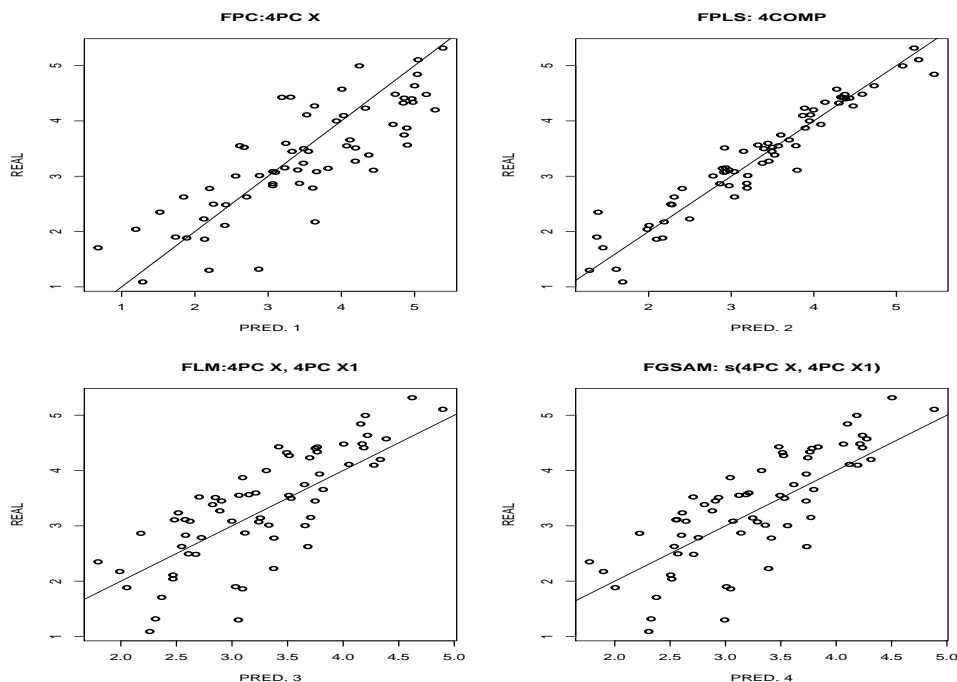 FPC:4PC X
REAL
5
4
3
2
1
1 2 3 4 5
PRED. 1
FPLS: 4COMP
REAL
5
4
3
2
1
2 3 4 5
PRED. 2
FLM:4PC X, 4PC X1
REAL
5
4
3
2
1
2.0 2.5 3.0 3.5 4.0 4.5 5.0
PRED. 3
FGSAM: s(4PC X, 4PC X1)
REAL
5
4
3
2
1
2.0 2.5 3.0 3.5 4.0 4.5 5.0
PRED. 4